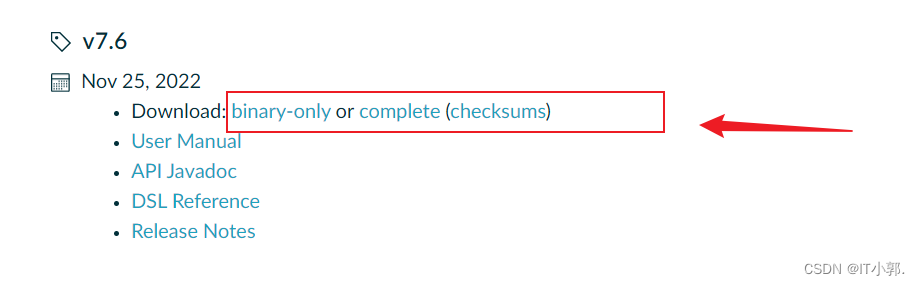 v7.6
Nov 25, 2022
Download: binary-only or complete (checksums)
User Manual
API Javadoc
DSL Reference
Release Notes
CSDN @IT小郭.